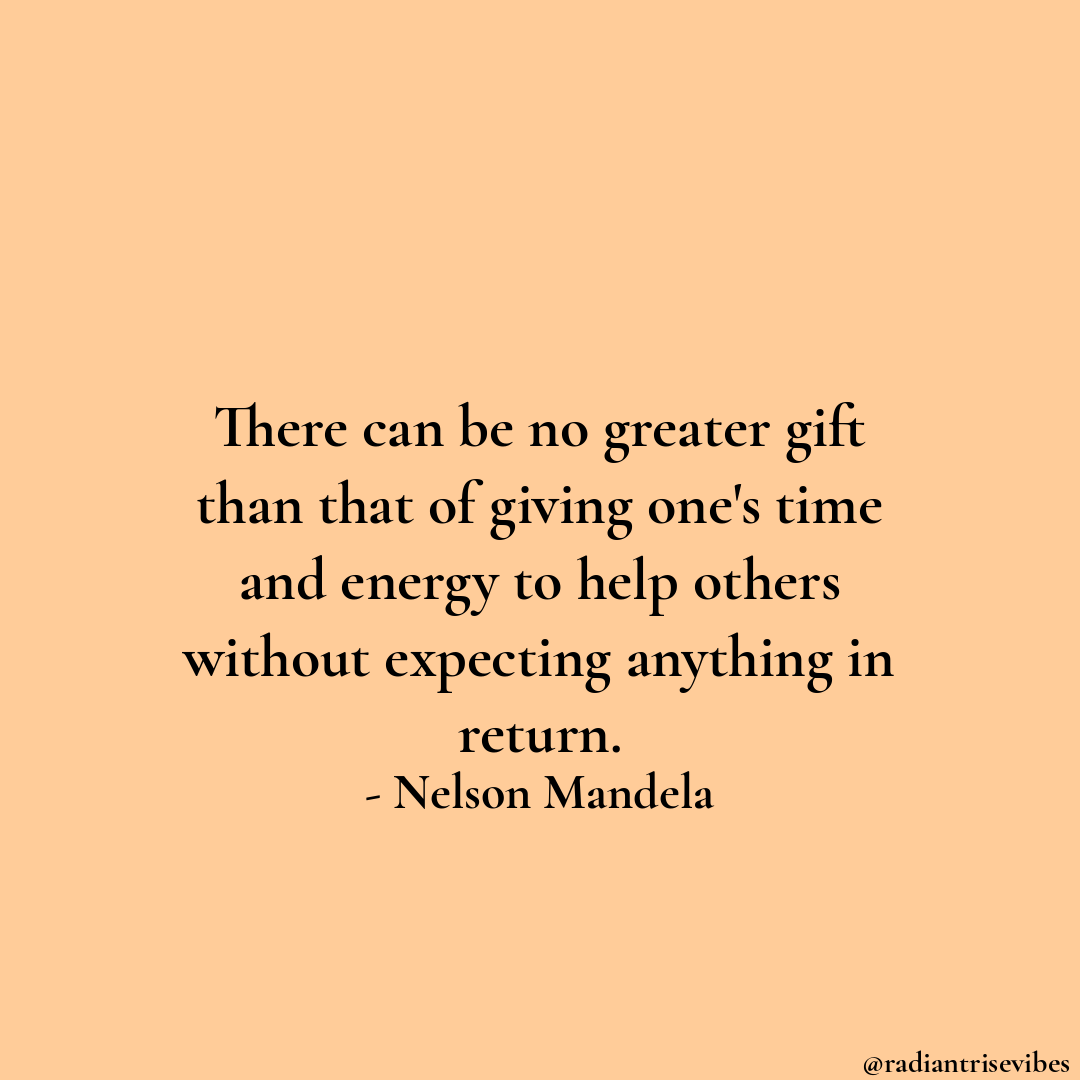 There can be no greater gift
than that of giving one's time
and energy to help others
without expecting anything in
return.
- Nelson Mandela
@radiantrisevibes